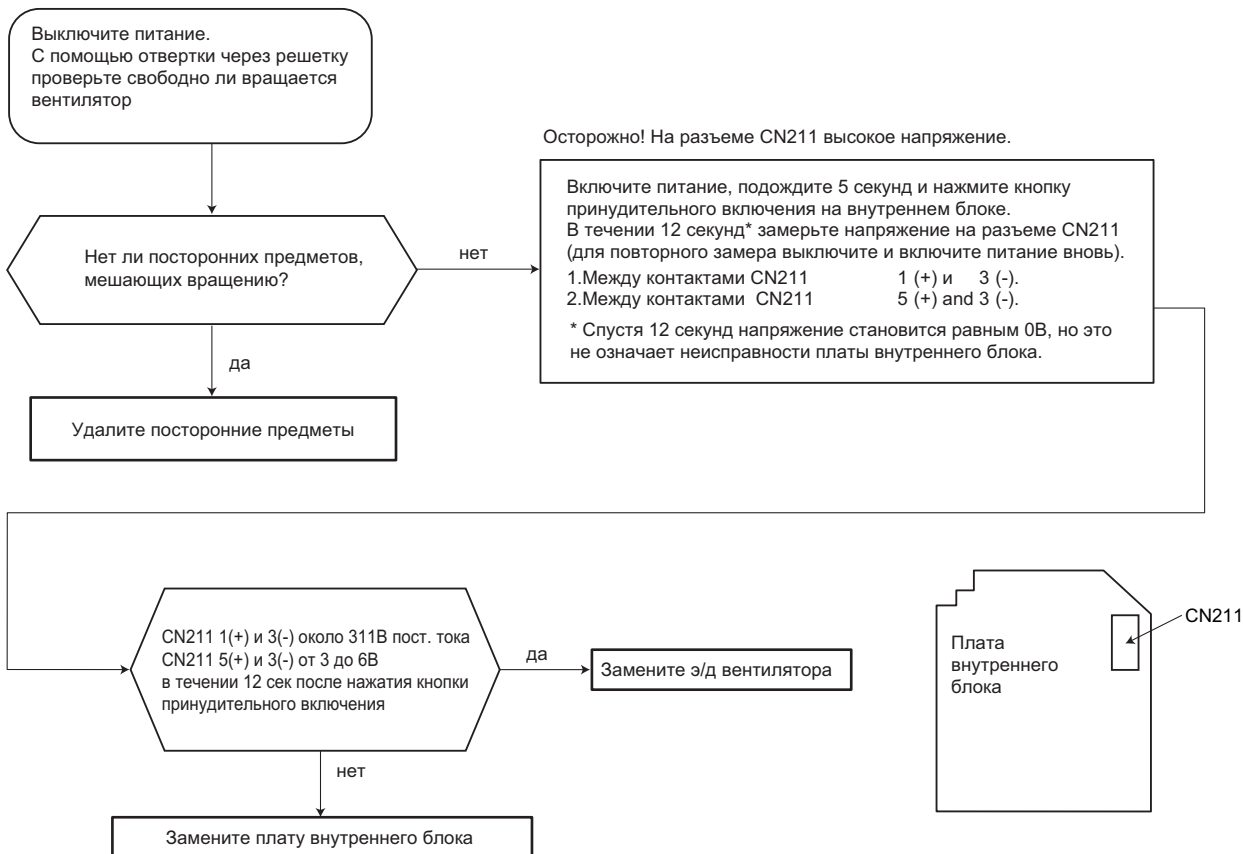 Выключите питание.
С помощью отвертки через решетку
проверьте свободно ли вращается
вентилятор
Осторожно! На разъеме CN211 высокое напряжение.
Включите питание, подождите 5 секунд и нажмите кнопку
принудительного включения на внутреннем блоке.
В течении 12 секунд* замерьте напряжение на разъеме CN211
(для повторного замера выключите и включите питание вновь).
1.Между контактами CN211 1 (+) и 3 (-).
2.Между контактами CN211 5 (+) and 3 (-).
* Спустя 12 секунд напряжение становится равным 0В, но это
не означает неисправности платы внутреннего блока.
Нет ли посторонних предметов,
мешающих вращению?
нет
да
Удалите посторонние предметы
CN211 1(+) и 3(-) около 311В пост. тока
CN211 5(+) и 3(-) от 3 до 6В
в течении 12 сек после нажатия кнопки
принудительного включения
да
Замените э/д вентилятора
нет
Замените плату внутреннего блока
CN211
Плата
внутреннего
блока